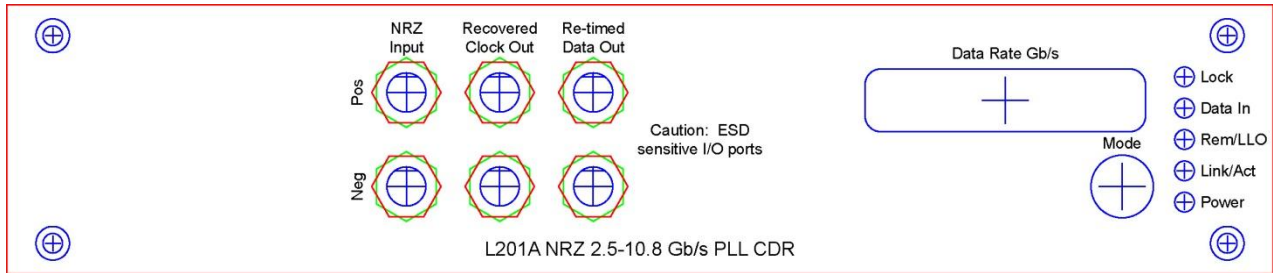 NRZ
Input
Recovered
Clock Out
Re-timed
Data Out
Pos
Neg
Caution: ESD
sensitive I/O ports
Data Rate Gb/s
Mode
Lock
Data In
Rem/LLO
Link/Act
Power
L201A NRZ 2.5-10.8 Gb/s PLL CDR